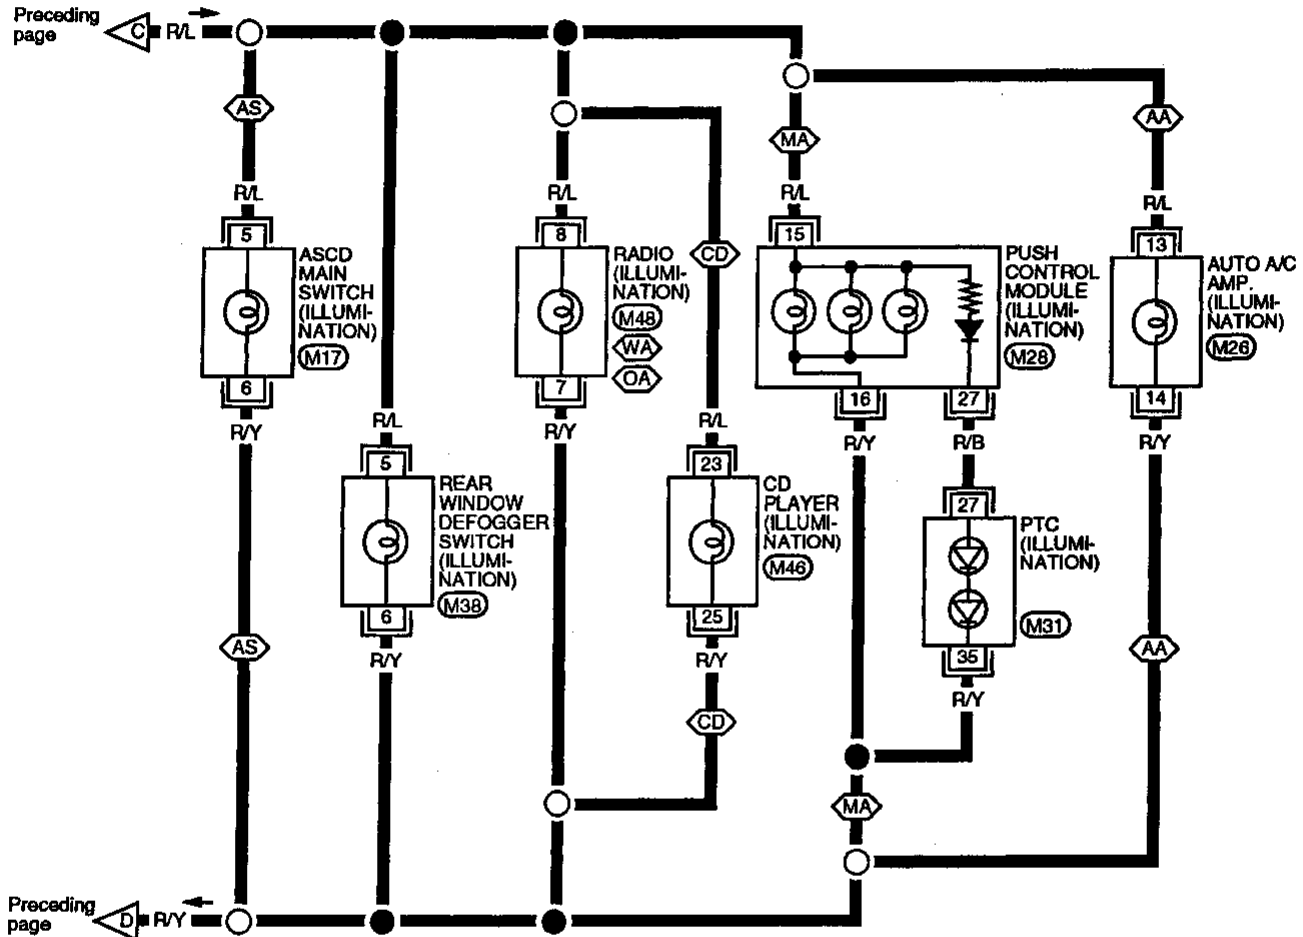 Preceding
page
C R/L
AS
MA
AA
R/L
R/L
R/L
R/L
5
8
15
13
ASCD
MAIN
SWITCH
(ILLUMI-
NATION)
M17
RADIO
(ILLUMI-
NATION)
M48
WA
OA
CD
PUSH
CONTROL
MODULE
(ILLUMI-
NATION)
M28
AUTO A/C
AMP.
(ILLUMI-
NATION)
M26
6
7
16
27
14
R/Y
R/L
R/Y
R/L
R/Y
R/B
R/Y
5
23
27
REAR
WINDOW
DEFOGGER
SWITCH
(ILLUMI-
NATION)
M38
CD
PLAYER
(ILLUMI-
NATION)
M46
PTC
(ILLUMI-
NATION)
M31
6
25
35
AS
R/Y
R/Y
AA
R/Y
CD
MA
Preceding
page
D R/Y